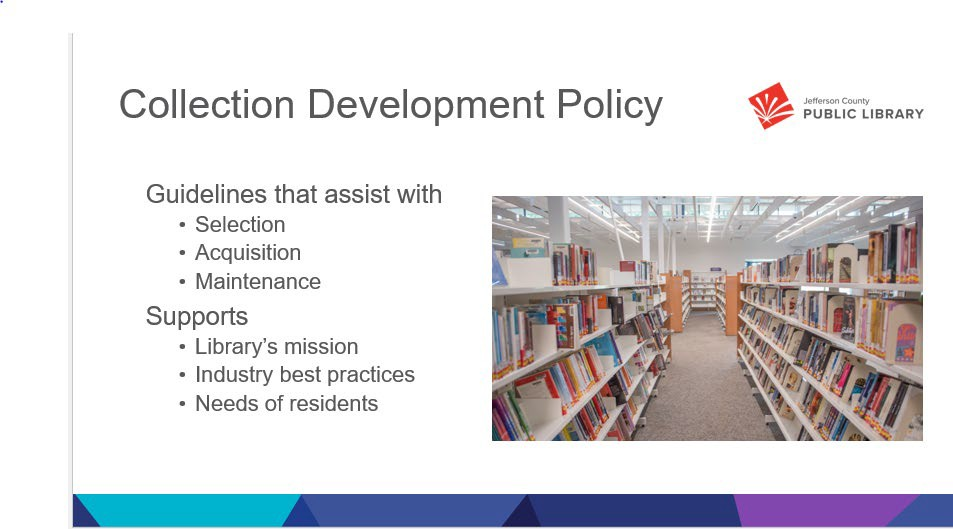 Collection Development Policy
Jefferson County
PUBLIC LIBRARY
Guidelines that assist with
• Selection
• Acquisition
• Maintenance
Supports
• Library's mission
• Industry best practices
• Needs of residents